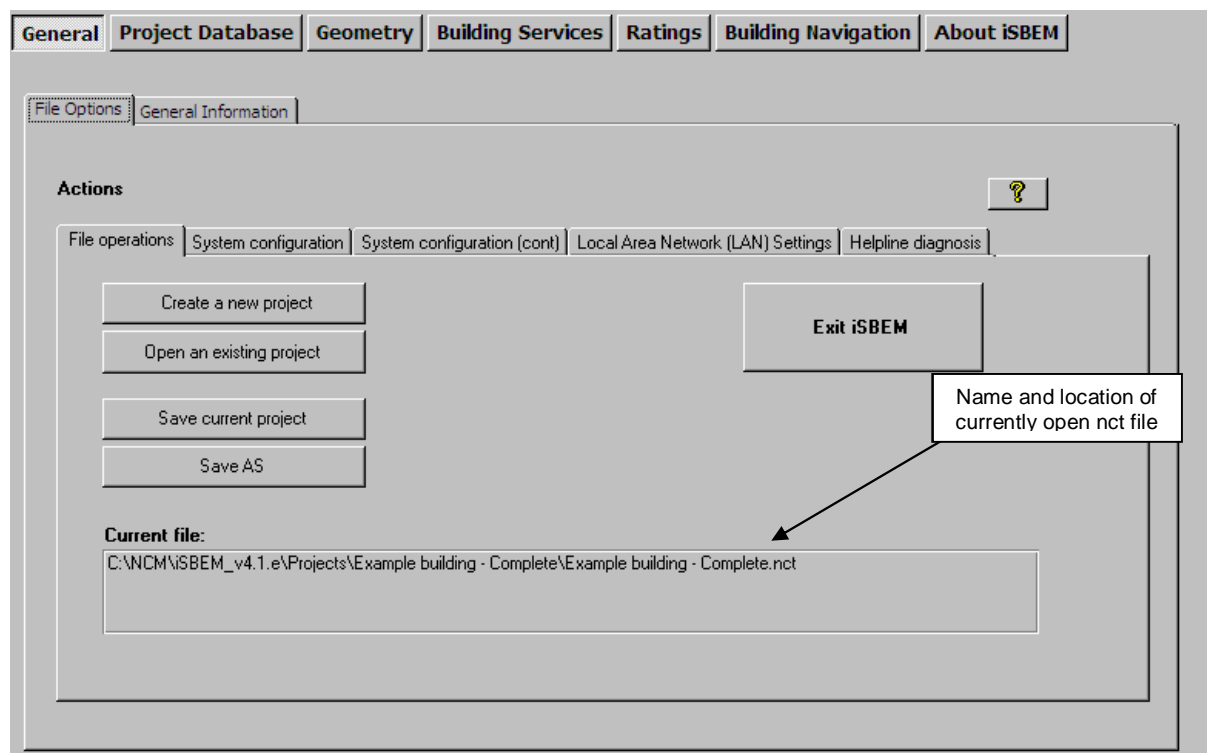 General Project Database Geometry Building Services Ratings Building Navigation About iSBEM
File Options General Information
Actions
?
File operations System configuration System configuration (cont) Local Area Network (LAN) Settings Helpline diagnosis
Create a new project
Exit iSBEM
Open an existing project
Name and location of
currently open nct file
Save current project
Save AS
Current file:
C:\NCM\iSBEM_v4.1.e\Projects\Example building - Complete\Example building - Complete.nct